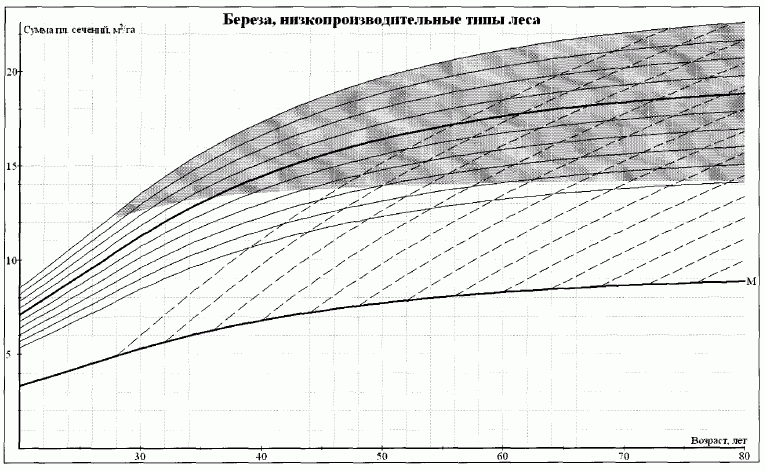 Береза, низкопроизводительные типы леса
Сумма пл. сечений, м²/га
20
15
10
5
М
Возраст, лет
30
40
50
60
70
80